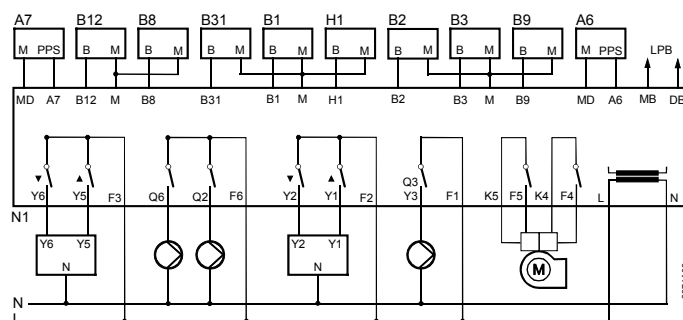 A7 B12 B8 B31 B1 H1 B2 B3 B9 A6
M PPS B M B M B M B M B M B M B M B M M PPS LPB
MD A7 B12 M B8 B31 B1 M H1 B2 B3 M B9 MD A6 MB DB
Q3
Y6 Y5 F3 Q6 Q2 F6 Y2 Y1 F2 Y3 F1 K5 F5 K4 F4 L N
N1
Y6 Y5 Y2 Y1
N N M
N
L